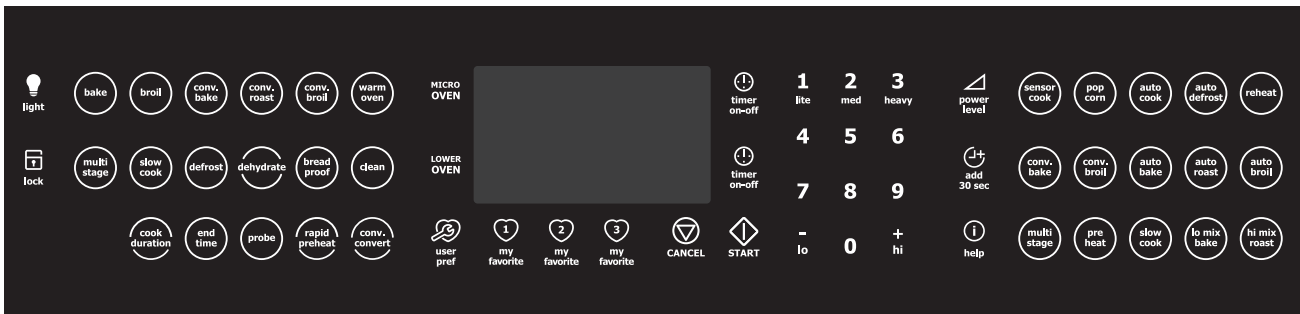 light
bake
broil
conv.
bake
conv.
roast
conv.
broil
warm
oven
MICRO
OVEN
timer
on-off
1
lite
2
med
3
heavy
power
level
sensor
cook
pop
corn
auto
cook
auto
defrost
reheat
4
5
6
lock
multi
stage
slow
cook
defrost
dehydrate
bread
proof
clean
LOWER
OVEN
timer
on-off
7
8
9
add
30 sec
conv.
bake
conv.
broil
auto
bake
auto
roast
auto
broil
cook
duration
end
time
probe
rapid
preheat
conv.
convert
user
pref
1
my
favorite
2
my
favorite
3
my
favorite
CANCEL
START
-
lo
0
+
hi
i
help
multi
stage
pre
heat
slow
cook
lo mix
bake
hi mix
roast